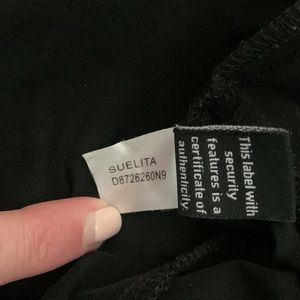 SUELITA
D8726260N9
This label with
security
features is a
certificate of
authenticity.